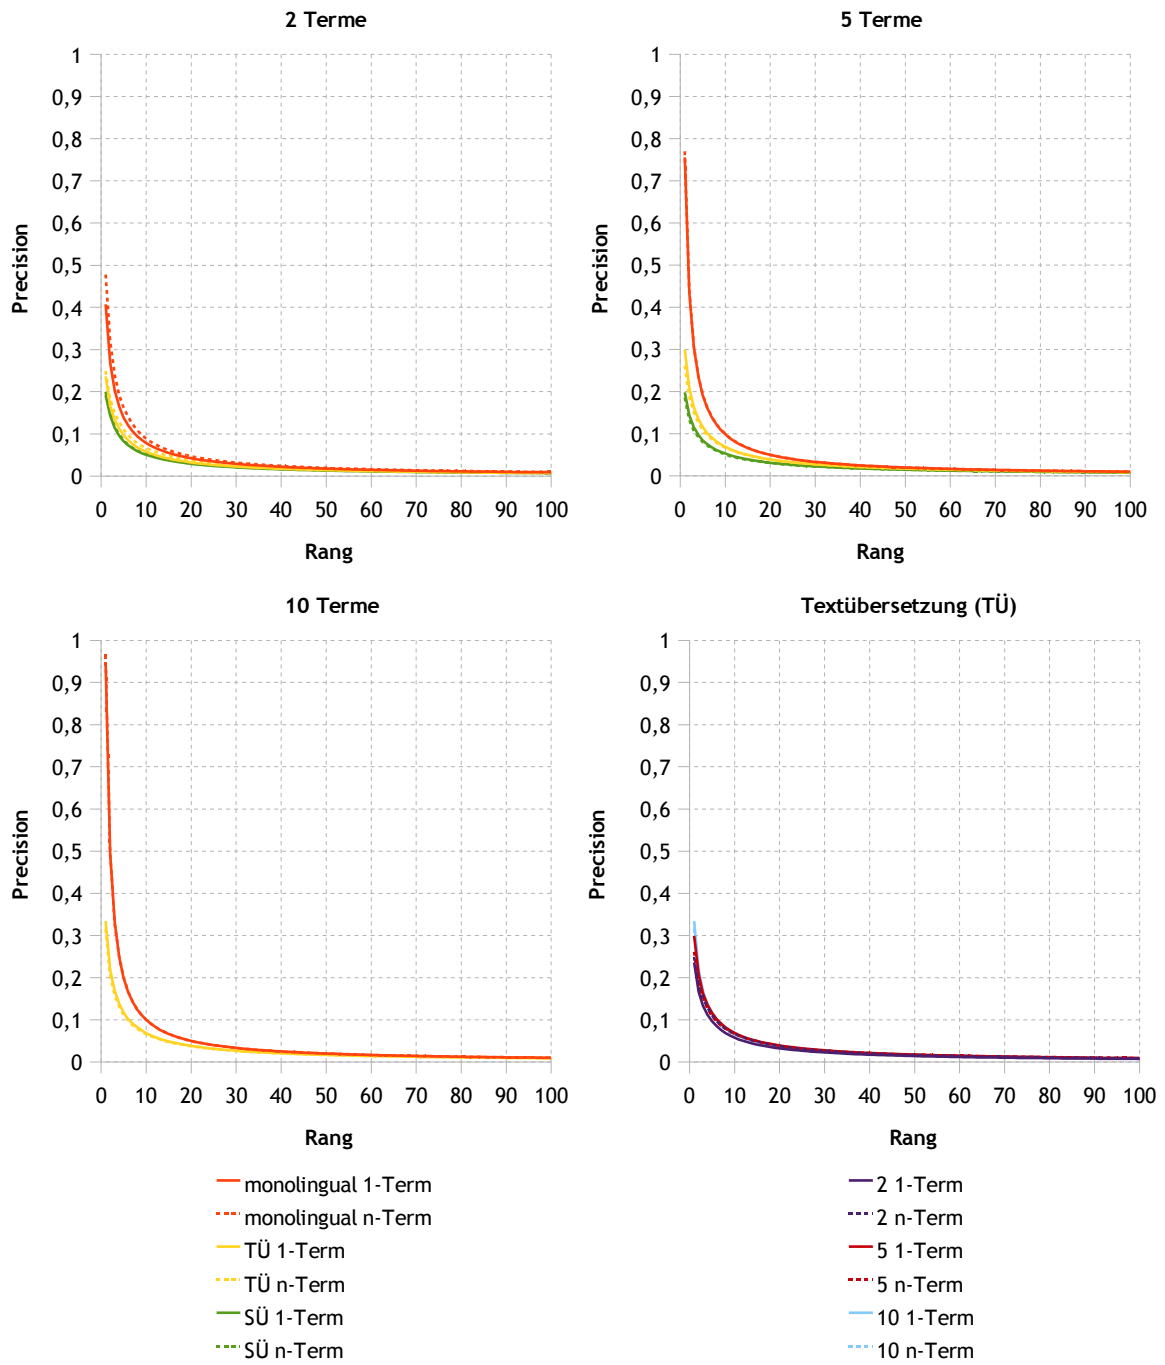 2 Terme
1
0,9
0,8
0,7
0,6
0,5
0,4
0,3
0,2
0,1
0
Precision
0 10 20 30 40 50 60 70 80 90 100
Rang
5 Terme
1
0,9
0,8
0,7
0,6
0,5
0,4
0,3
0,2
0,1
0
Precision
0 10 20 30 40 50 60 70 80 90 100
Rang
10 Terme
1
0,9
0,8
0,7
0,6
0,5
0,4
0,3
0,2
0,1
0
Precision
0 10 20 30 40 50 60 70 80 90 100
Rang
Textübersetzung (TÜ)
1
0,9
0,8
0,7
0,6
0,5
0,4
0,3
0,2
0,1
0
Precision
0 10 20 30 40 50 60 70 80 90 100
Rang
monolingual 1-Term
monolingual n-Term
TÜ 1-Term
TÜ n-Term
SÜ 1-Term
SÜ n-Term
2 1-Term
2 n-Term
5 1-Term
5 n-Term
10 1-Term
10 n-Term